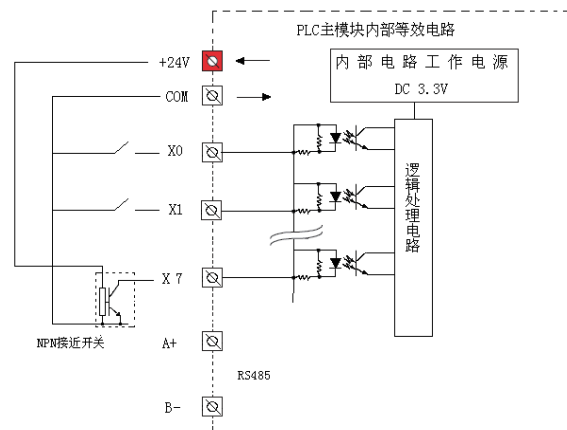 PLC主模块内部等效电路
+24V
内部电路工作电源
DC 3.3V
COM
X0
逻辑处理电路
X1
X 7
NPN接近开关
A+
RS485
B-